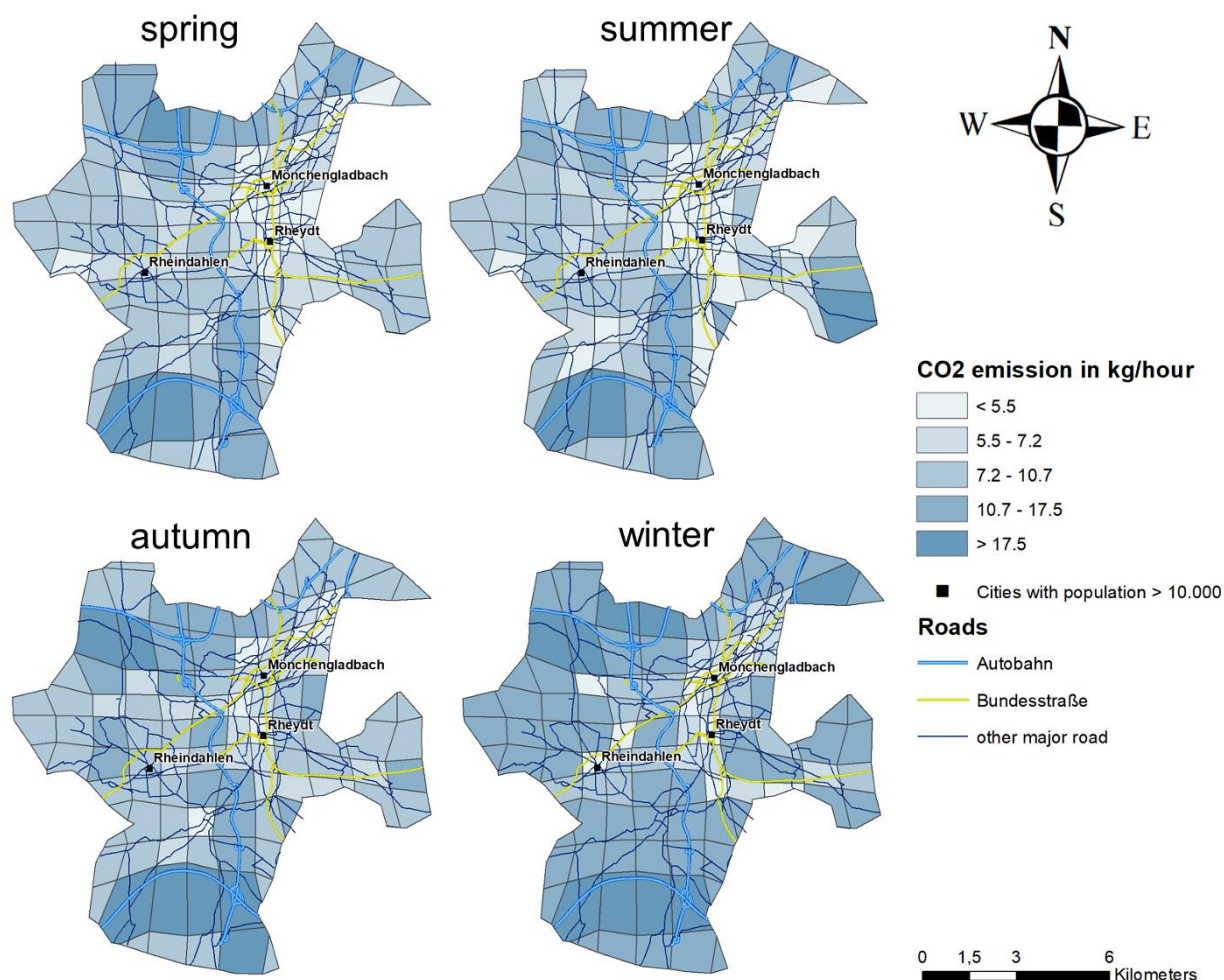 spring
summer
Mönchengladbach
Rheydt
Rheindahlen
Mönchengladbach
Rheydt
Rheindahlen
N
W
E
S
CO2 emission in kg/hour
< 5.5
5.5 - 7.2
7.2 - 10.7
10.7 - 17.5
> 17.5
Cities with population > 10.000
Roads
Autobahn
Bundesstraße
other major road
autumn
winter
Mönchengladbach
Rheydt
Rheindahlen
Mönchengladbach
Rheydt
Rheindahlen
0 1,5 3 6
Kilometers